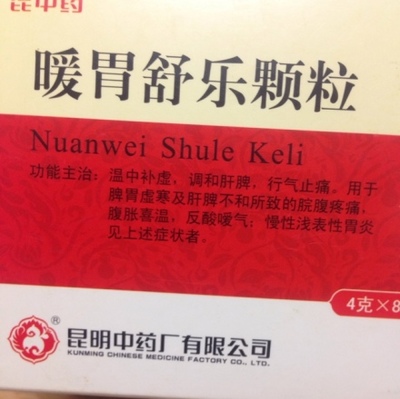 昆中药
暖胃舒乐颗粒
Nuanwei Shule Keli
功能主治：温中补虚，调和肝脾，行气止痛。用于
脾胃虚寒及肝脾不和所致的脘腹疼痛，
腹胀喜温，反酸嗳气；慢性浅表性胃炎
见上述症状者。
4克×8
®
昆明中药厂有限公司
KUNMING CHINESE MEDICINE FACTORY CO., LTD.